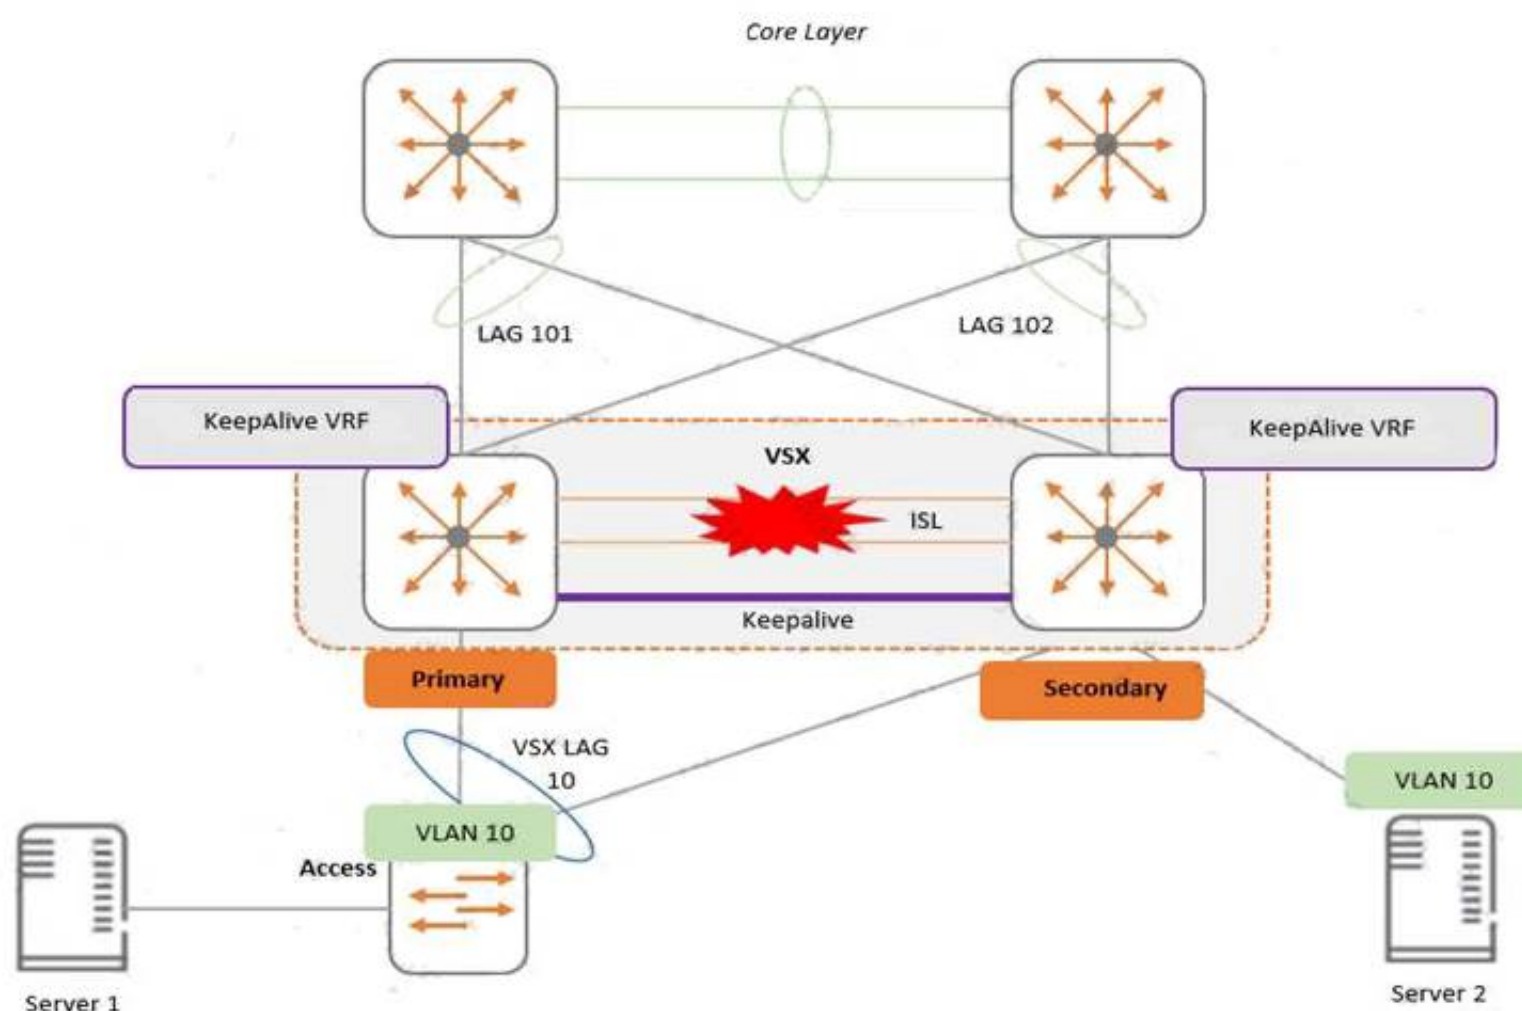 Core Layer
LAG 101
LAG 102
KeepAlive VRF
KeepAlive VRF
VSX
ISL
Keepalive
Primary
Secondary
VSX LAG
10
VLAN 10
VLAN 10
Access
Server 1
Server 2